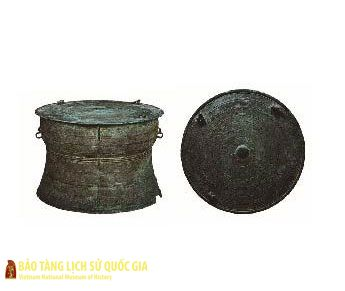 BẢO TÀNG LỊCH SỬ QUỐC GIA
Vietnam National Museum of History